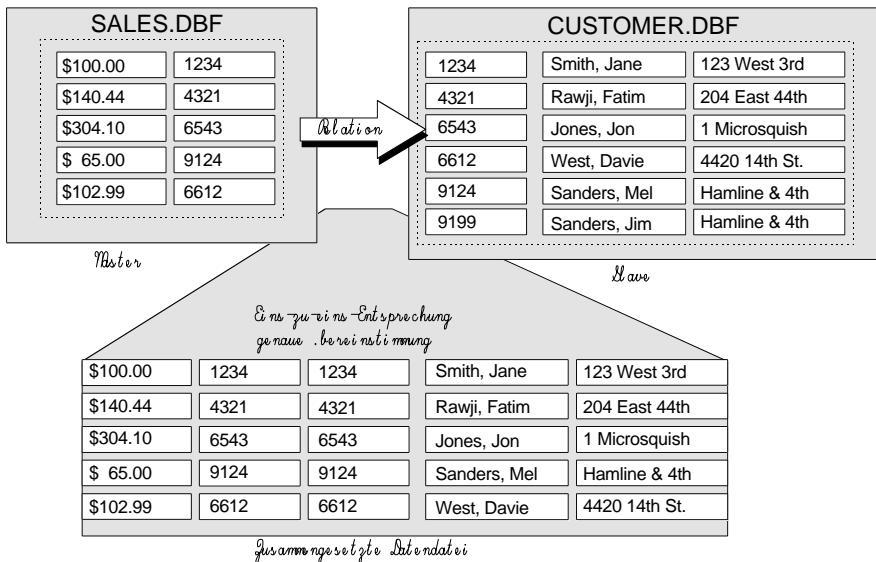 SALES.DBF
$100.00 1234
$140.44 4321
$304.10 6543
$ 65.00 9124
$102.99 6612
Master
Relation
CUSTOMER.DBF
1234 Smith, Jane 123 West 3rd
4321 Rawji, Fatim 204 East 44th
6543 Jones, Jon 1 Microsquish
6612 West, Davie 4420 14th St.
9124 Sanders, Mel Hamline & 4th
9199 Sanders, Jim Hamline & 4th
Slave
Eins-zu-eins-Entsprechung
genaue .bereinstimmung
$100.00 1234 1234 Smith, Jane 123 West 3rd
$140.44 4321 4321 Rawji, Fatim 204 East 44th
$304.10 6543 6543 Jones, Jon 1 Microsquish
$ 65.00 9124 9124 Sanders, Mel Hamline & 4th
$102.99 6612 6612 West, Davie 4420 14th St.
Zusammengesetzte Datendatei